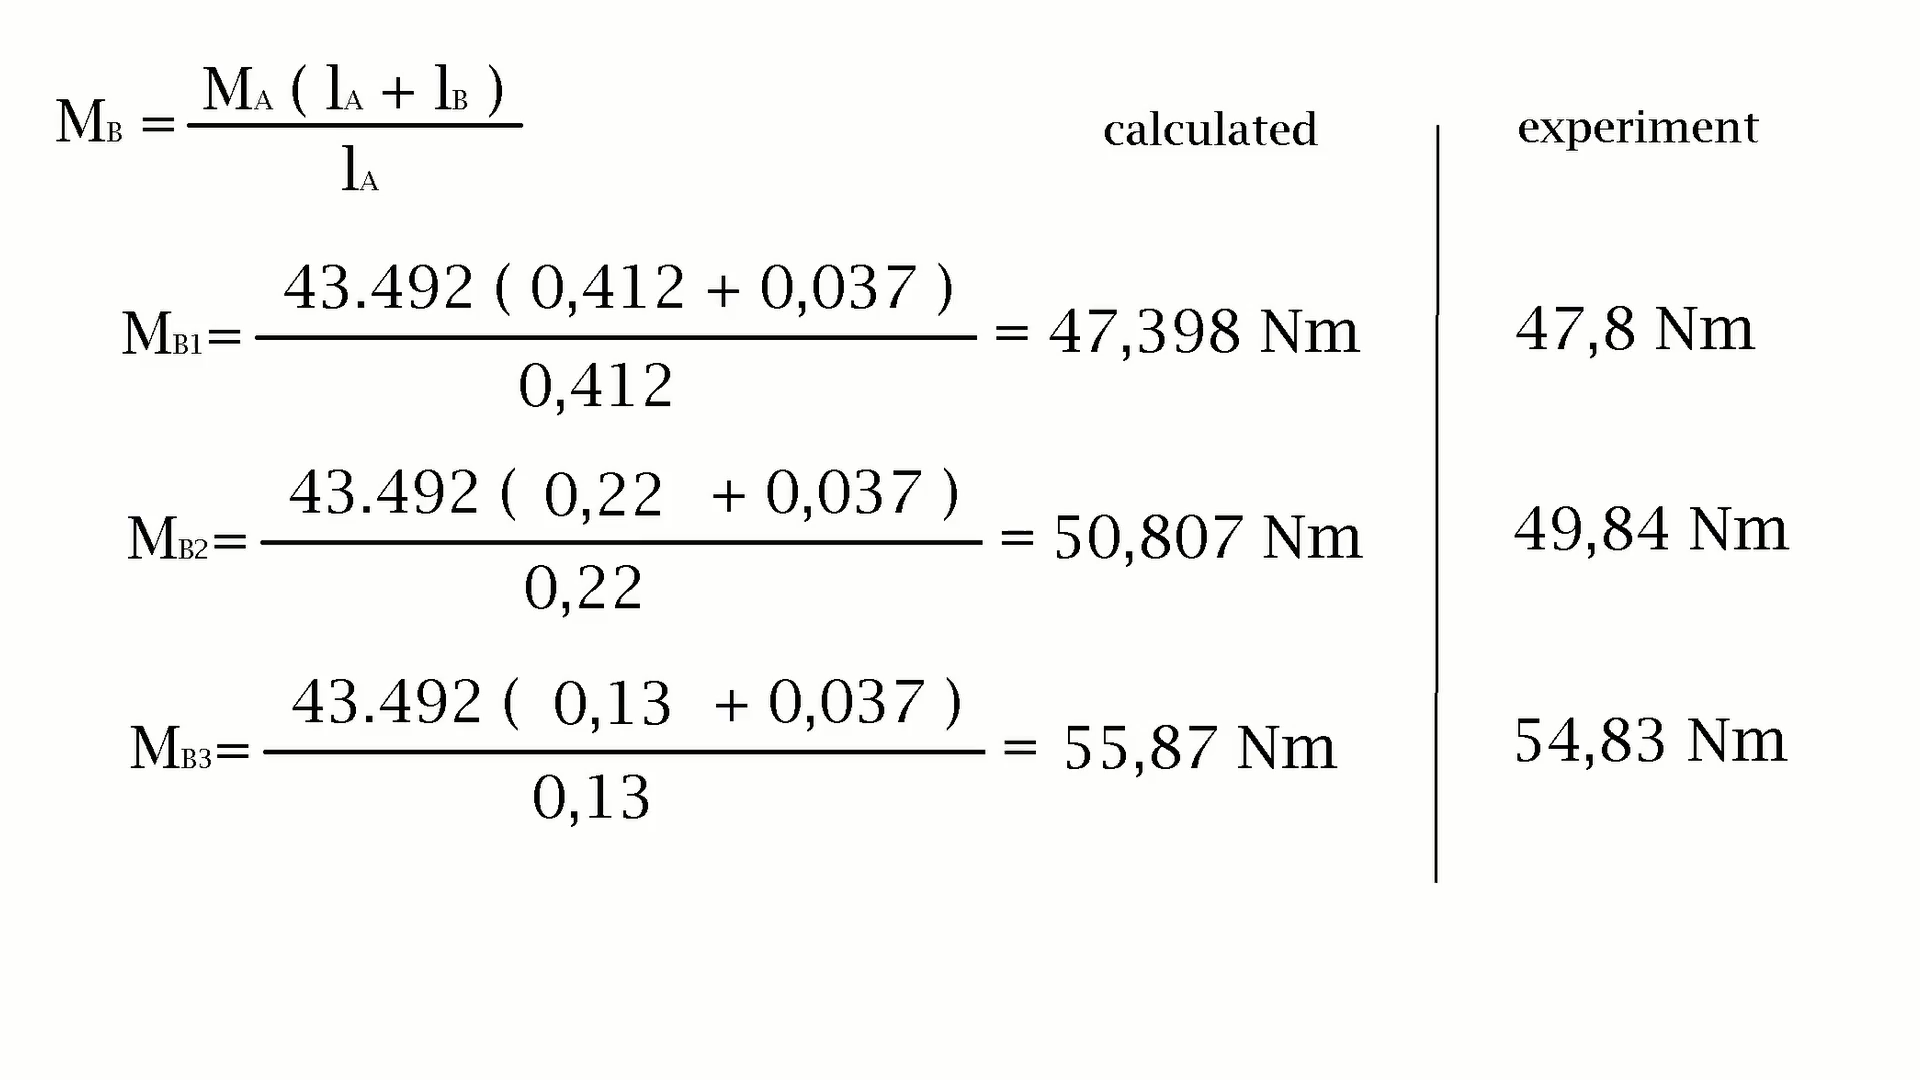 MB = MA ( lA + lB )
lA
calculated
experiment
MB1= 43.492 ( 0,412 + 0,037 ) = 47,398 Nm 47,8 Nm
0,412
MB2= 43.492 ( 0,22 + 0,037 ) = 50,807 Nm 49,84 Nm
0,22
MB3= 43.492 ( 0,13 + 0,037 ) = 55,87 Nm 54,83 Nm
0,13